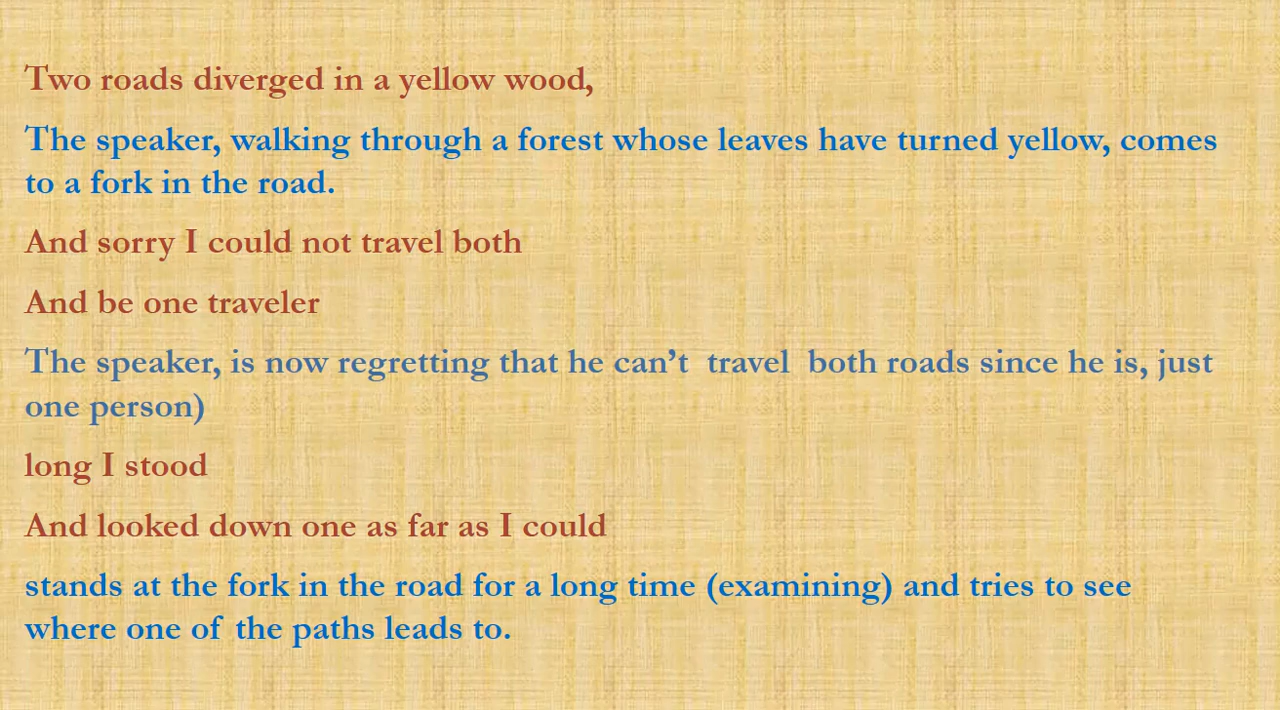 Two roads diverged in a yellow wood,
The speaker, walking through a forest whose leaves have turned yellow, comes
to a fork in the road.
And sorry I could not travel both
And be one traveler
The speaker, is now regretting that he can’t  travel  both roads since he is, just
one person)
long I stood
And looked down one as far as I could
stands at the fork in the road for a long time (examining) and tries to see
where one of  the paths leads to.